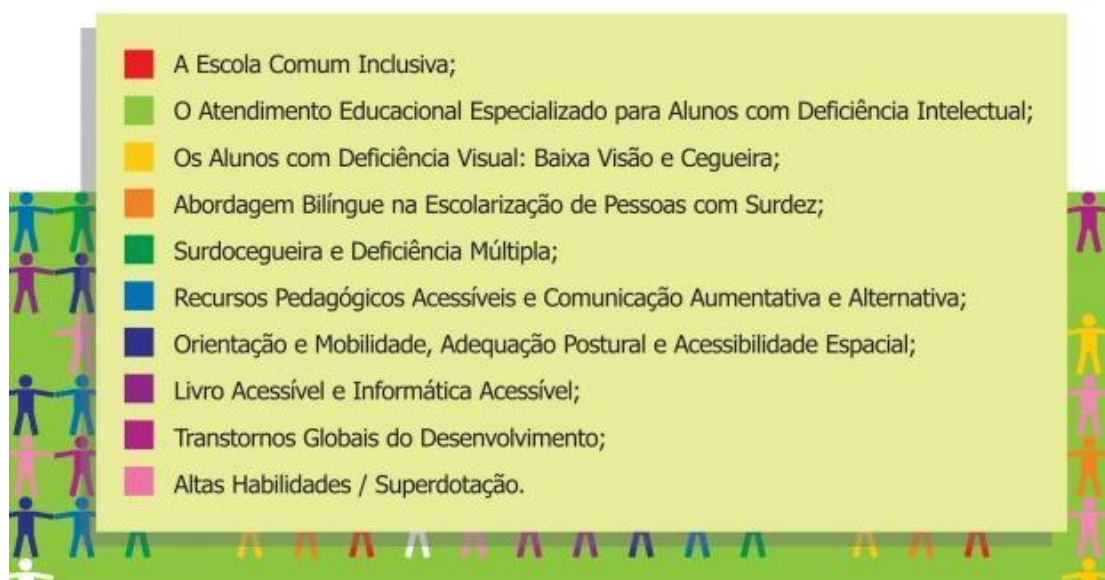 A Escola Comum Inclusiva;
O Atendimento Educacional Especializado para Alunos com Deficiência Intelectual;
Os Alunos com Deficiência Visual: Baixa Visão e Cegueira;
Abordagem Bilíngue na Escolarização de Pessoas com Surdez;
Surdocegueira e Deficiência Múltipla;
Recursos Pedagógicos Acessíveis e Comunicação Aumentativa e Alternativa;
Orientação e Mobilidade, Adequação Postural e Acessibilidade Espacial;
Livro Acessível e Informática Acessível;
Transtornos Globais do Desenvolvimento;
Altas Habilidades / Superdotação.